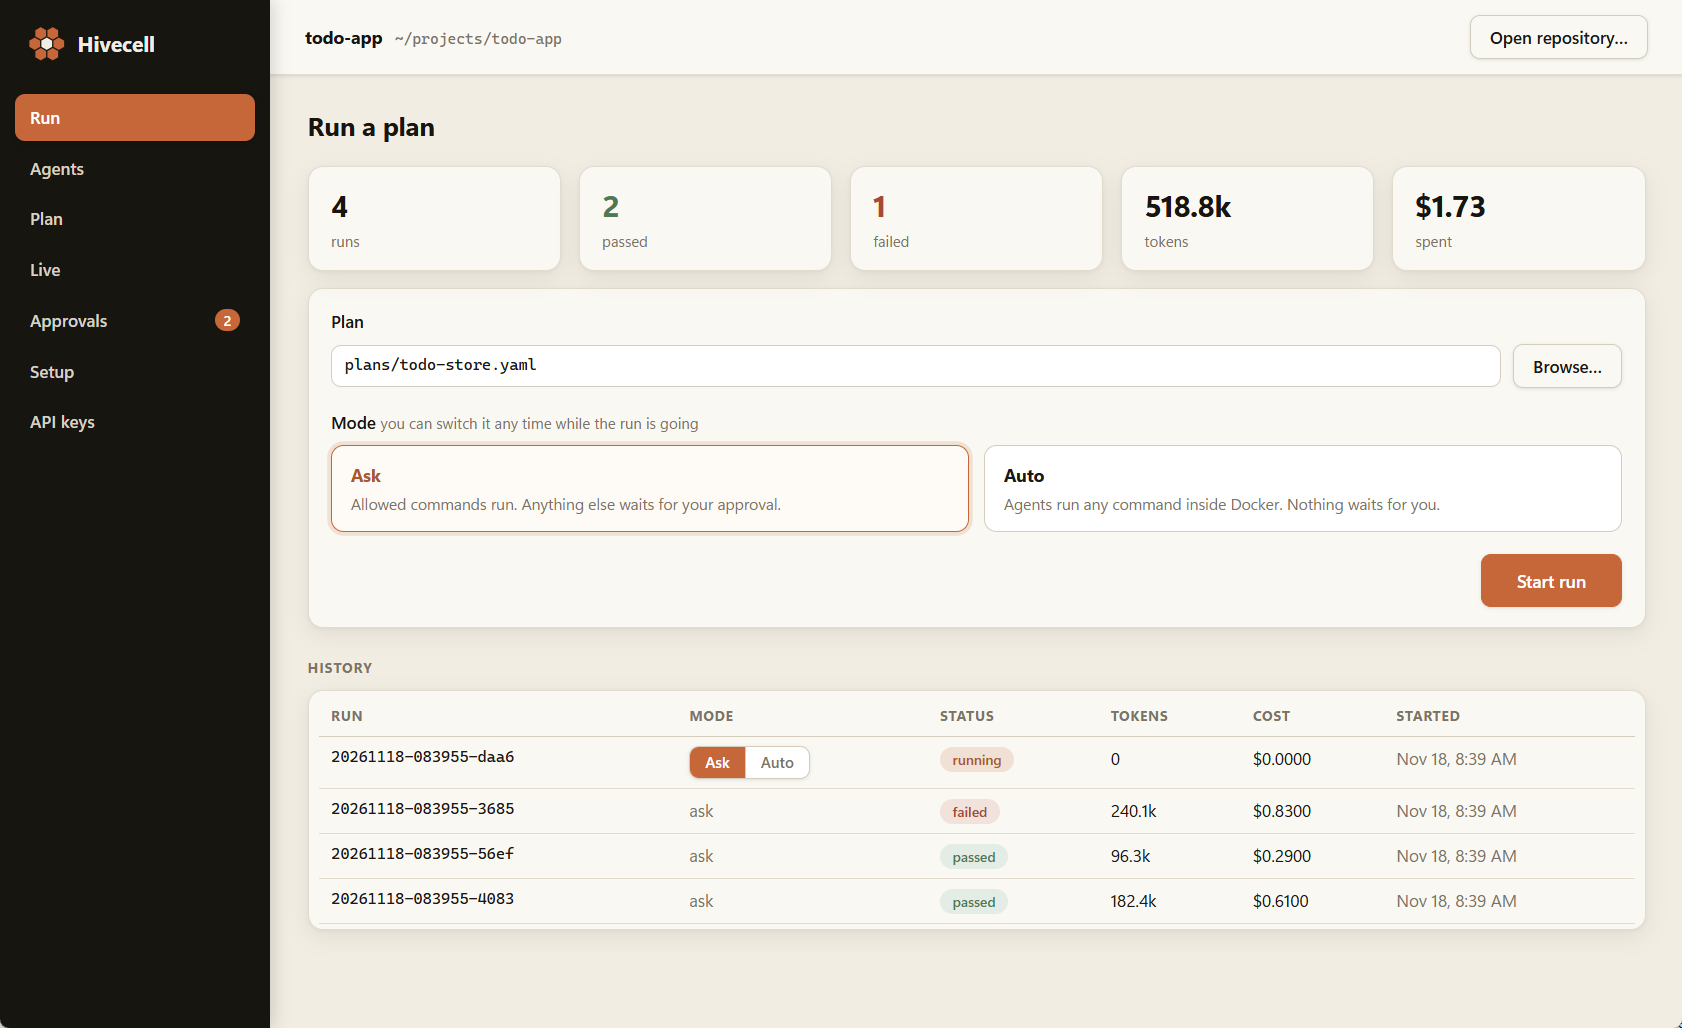 Hivecell
Run
Agents
Plan
Live
Approvals 2
Setup
API keys
todo-app ~/projects/todo-app
Open repository...
Run a plan
4
runs
2
passed
1
failed
518.8k
tokens
$1.73
spent
Plan
plans/todo-store.yaml
Browse...
Mode you can switch it any time while the run is going
Ask
Allowed commands run. Anything else waits for your approval.
Auto
Agents run any command inside Docker. Nothing waits for you.
Start run
HISTORY
RUN MODE STATUS TOKENS COST STARTED
20261118-083955-daa6 Ask Auto running 0 $0.0000 Nov 18, 8:39 AM
20261118-083955-3685 ask failed 240.1k $0.8300 Nov 18, 8:39 AM
20261118-083955-56ef ask passed 96.3k $0.2900 Nov 18, 8:39 AM
20261118-083955-4083 ask passed 182.4k $0.6100 Nov 18, 8:39 AM